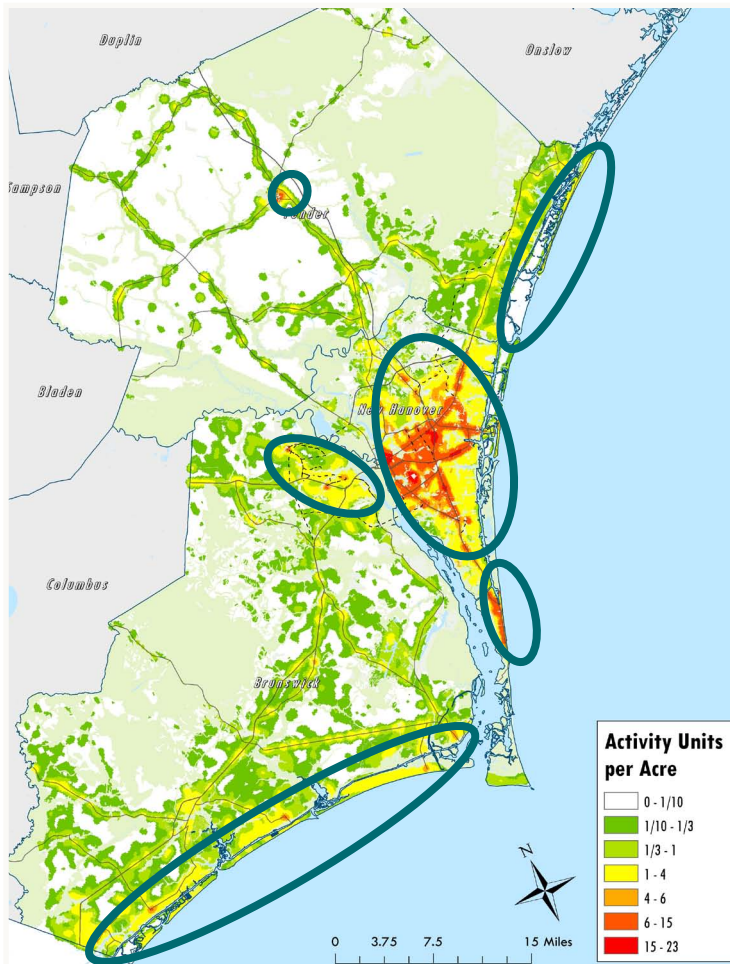 Duplin
Onslow
Sampson
Pender
Bladen
New Hanover
Columbus
Brunswick
Activity Units
per Acre
0 - 1/10
1/10 - 1/3
1/3 - 1
1 - 4
4 - 6
6 - 15
15 - 23
N
0 3.75 7.5 15 Miles